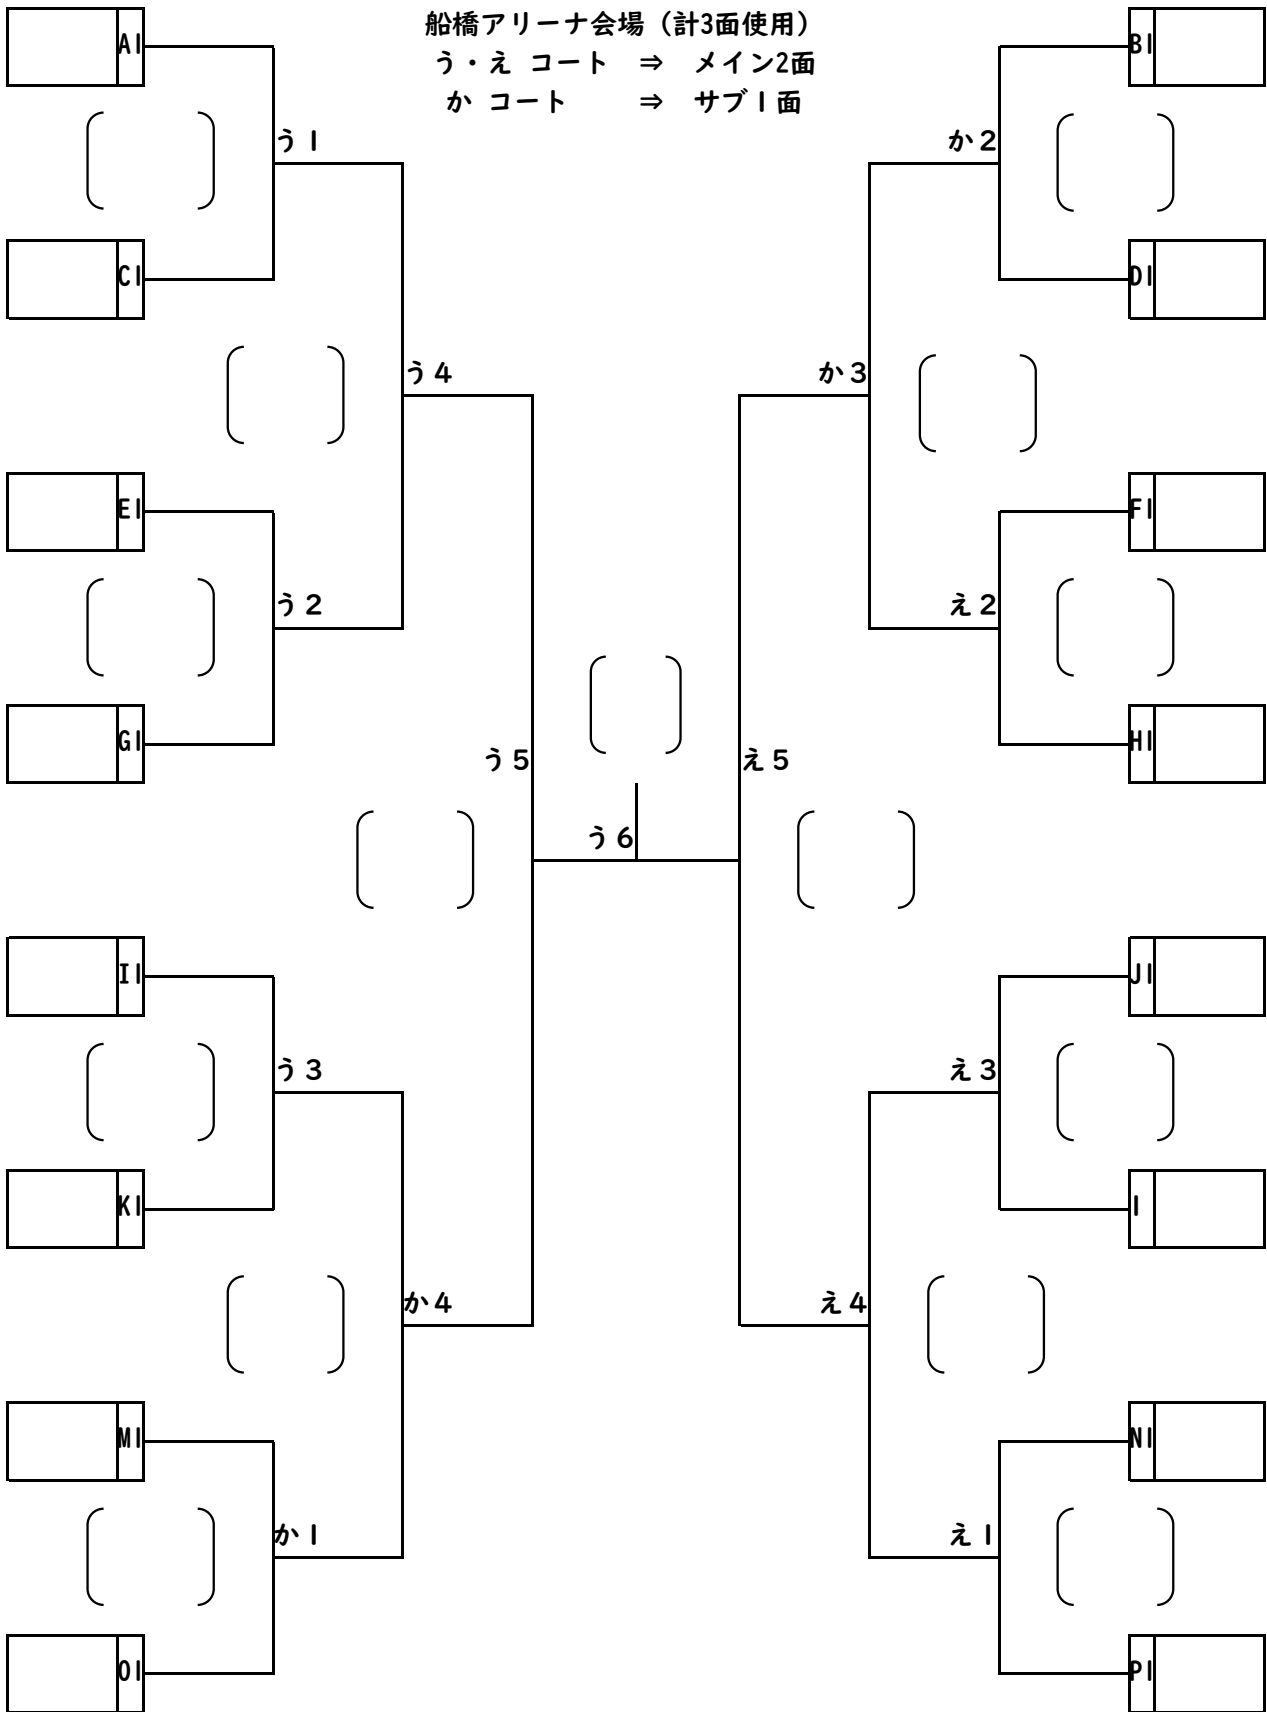 船橋アリーナ会場（計3面使用）
う・え コート ⇒ メイン2面
か コート ⇒ サブ1面
A1
B1
う1
か2
C1
D1
う4
か3
E1
F1
う2
え2
G1
H1
う5
え5
う6
I1
J1
う3
え3
K1
1
か4
え4
M1
N1
か1
え1
O1
P1